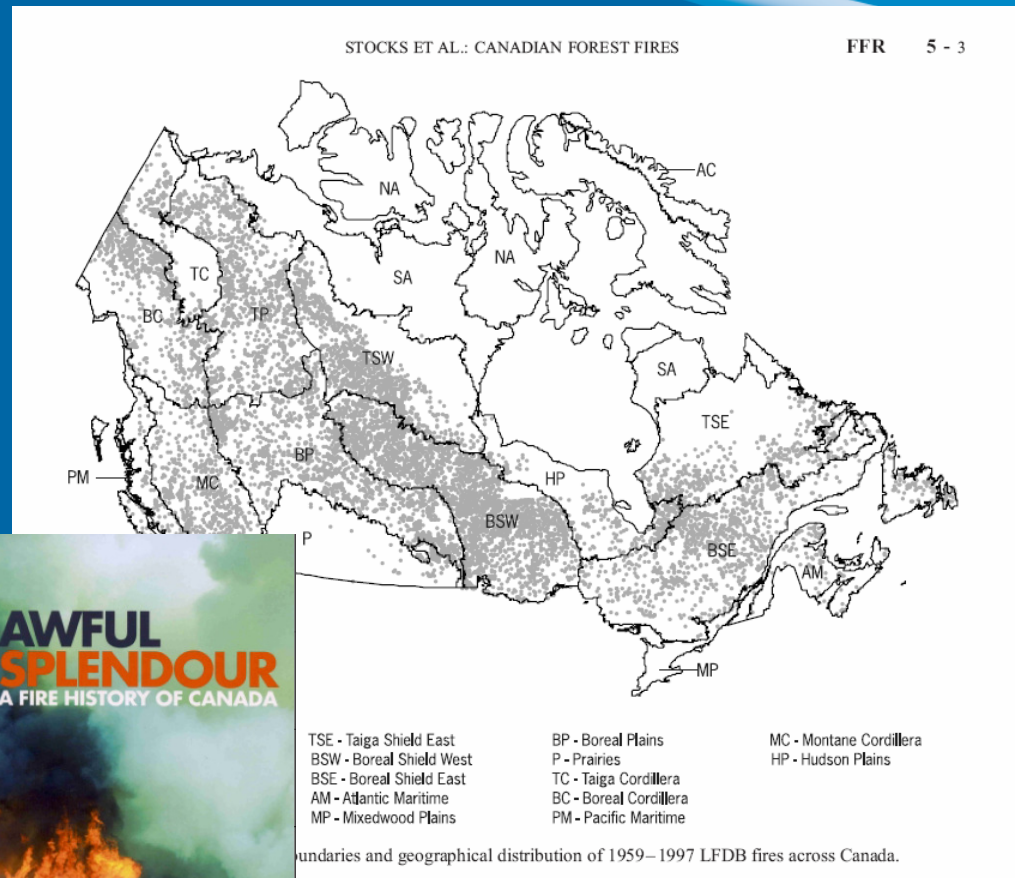 STOCKS ET AL.: CANADIAN FOREST FIRES FFR 5 - 3
AC
NA
NA
SA
TC
BC
TP
TSW
SA
TSE
BP
HP
PM
MC
BSW
P
BSE
AM
MP
AWFUL
SPLENDOUR
A FIRE HISTORY OF CANADA
TSE - Taiga Shield East
BSW - Boreal Shield West
BSE - Boreal Shield East
AM - Atlantic Maritime
MP - Mixedwood Plains
BP - Boreal Plains
P - Prairies
TC - Taiga Cordillera
BC - Boreal Cordillera
PM - Pacific Maritime
MC - Montane Cordillera
HP - Hudson Plains
and geographical distribution of 1959–1997 LFDB fires across Canada.